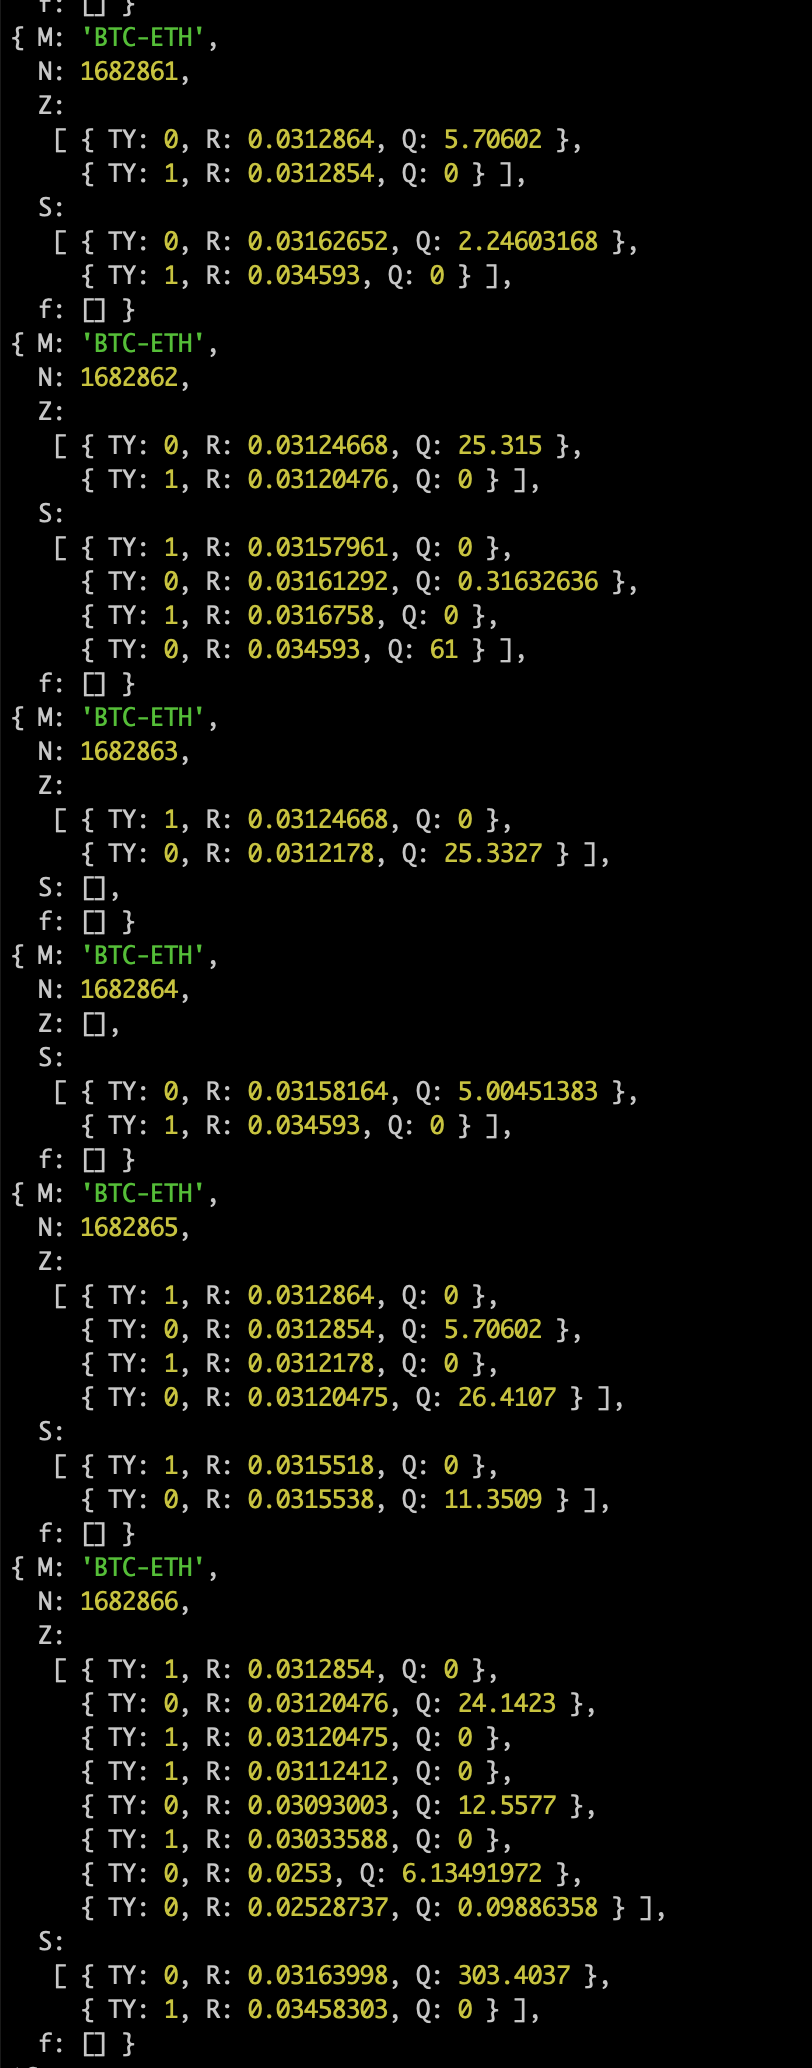 f: [] }
{ M: 'BTC-ETH',
N: 1682861,
Z:
[ { TY: 0, R: 0.0312864, Q: 5.70602 },
{ TY: 1, R: 0.0312854, Q: 0 } ],
S:
[ { TY: 0, R: 0.03162652, Q: 2.24603168 },
{ TY: 1, R: 0.034593, Q: 0 } ],
f: [] }
{ M: 'BTC-ETH',
N: 1682862,
Z:
[ { TY: 0, R: 0.03124668, Q: 25.315 },
{ TY: 1, R: 0.03120476, Q: 0 } ],
S:
[ { TY: 1, R: 0.03157961, Q: 0 },
{ TY: 0, R: 0.03161292, Q: 0.31632636 },
{ TY: 1, R: 0.0316758, Q: 0 },
{ TY: 0, R: 0.034593, Q: 61 } ],
f: [] }
{ M: 'BTC-ETH',
N: 1682863,
Z:
[ { TY: 1, R: 0.03124668, Q: 0 },
{ TY: 0, R: 0.0312178, Q: 25.3327 } ],
S: [],
f: [] }
{ M: 'BTC-ETH',
N: 1682864,
Z: [],
S:
[ { TY: 0, R: 0.03158164, Q: 5.00451383 },
{ TY: 1, R: 0.034593, Q: 0 } ],
f: [] }
{ M: 'BTC-ETH',
N: 1682865,
Z:
[ { TY: 1, R: 0.0312864, Q: 0 },
{ TY: 0, R: 0.0312854, Q: 5.70602 },
{ TY: 1, R: 0.0312178, Q: 0 },
{ TY: 0, R: 0.03120475, Q: 26.4107 } ],
S:
[ { TY: 1, R: 0.0315518, Q: 0 },
{ TY: 0, R: 0.0315538, Q: 11.3509 } ],
f: [] }
{ M: 'BTC-ETH',
N: 1682866,
Z:
[ { TY: 1, R: 0.0312854, Q: 0 },
{ TY: 0, R: 0.03120476, Q: 24.1423 },
{ TY: 1, R: 0.03120475, Q: 0 },
{ TY: 1, R: 0.03112412, Q: 0 },
{ TY: 0, R: 0.03093003, Q: 12.5577 },
{ TY: 1, R: 0.03033588, Q: 0 },
{ TY: 0, R: 0.0253, Q: 6.13491972 },
{ TY: 0, R: 0.02528737, Q: 0.09886358 } ],
S:
[ { TY: 0, R: 0.03163998, Q: 303.4037 },
{ TY: 1, R: 0.03458303, Q: 0 } ],
f: [] }